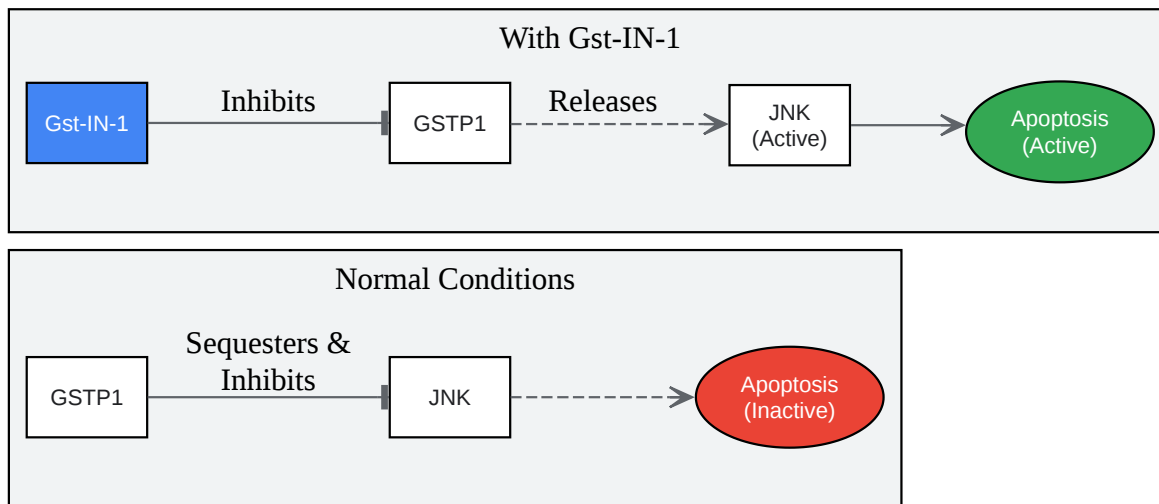 With Gst-IN-1
Gst-IN-1
Inhibits
GSTP1
Releases
JNK
(Active)
Apoptosis
(Active)
Normal Conditions
GSTP1
Sequesters &
Inhibits
JNK
Apoptosis
(Inactive)